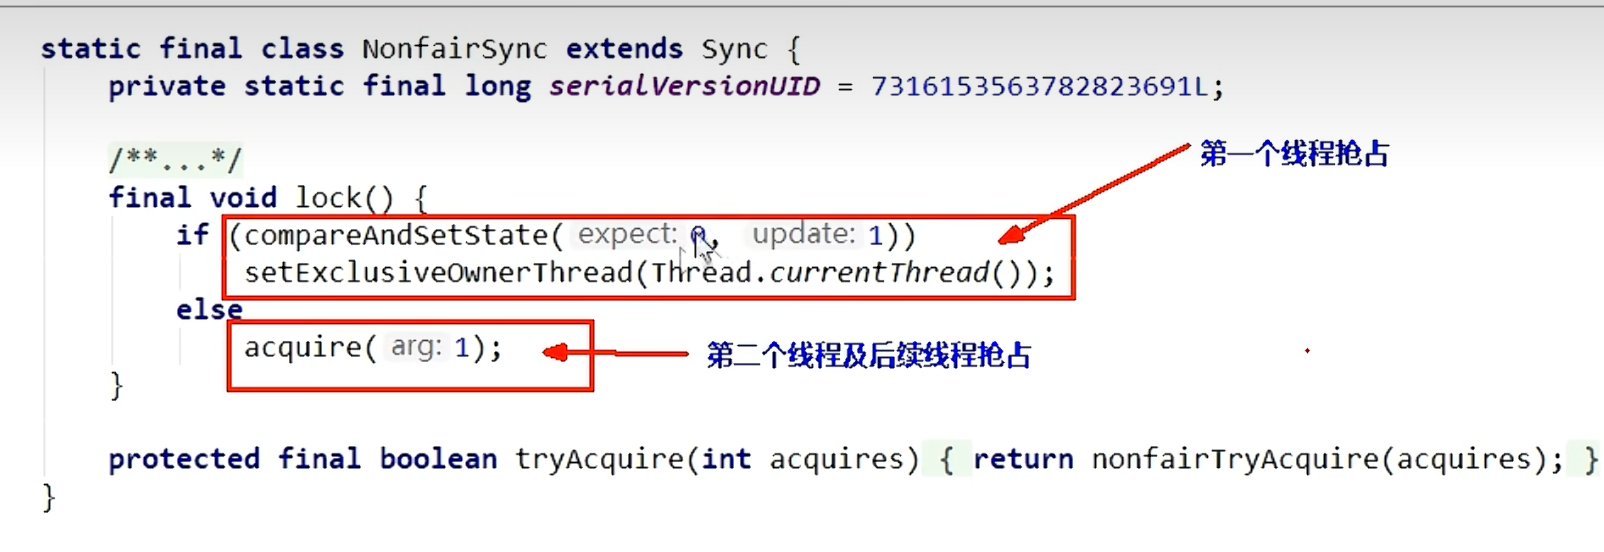 static final class NonfairSync extends Sync {
private static final long serialVersionUID = 7316153563782823691L;
/**...*/
第一个线程抢占
final void lock() {
if (compareAndSetState( expect: 0, update: 1))
setExclusiveOwnerThread(Thread.currentThread());
else
acquire( arg: 1);
第二个线程及后续线程抢占
}
protected final boolean tryAcquire(int acquires) { return nonfairTryAcquire(acquires); }
}